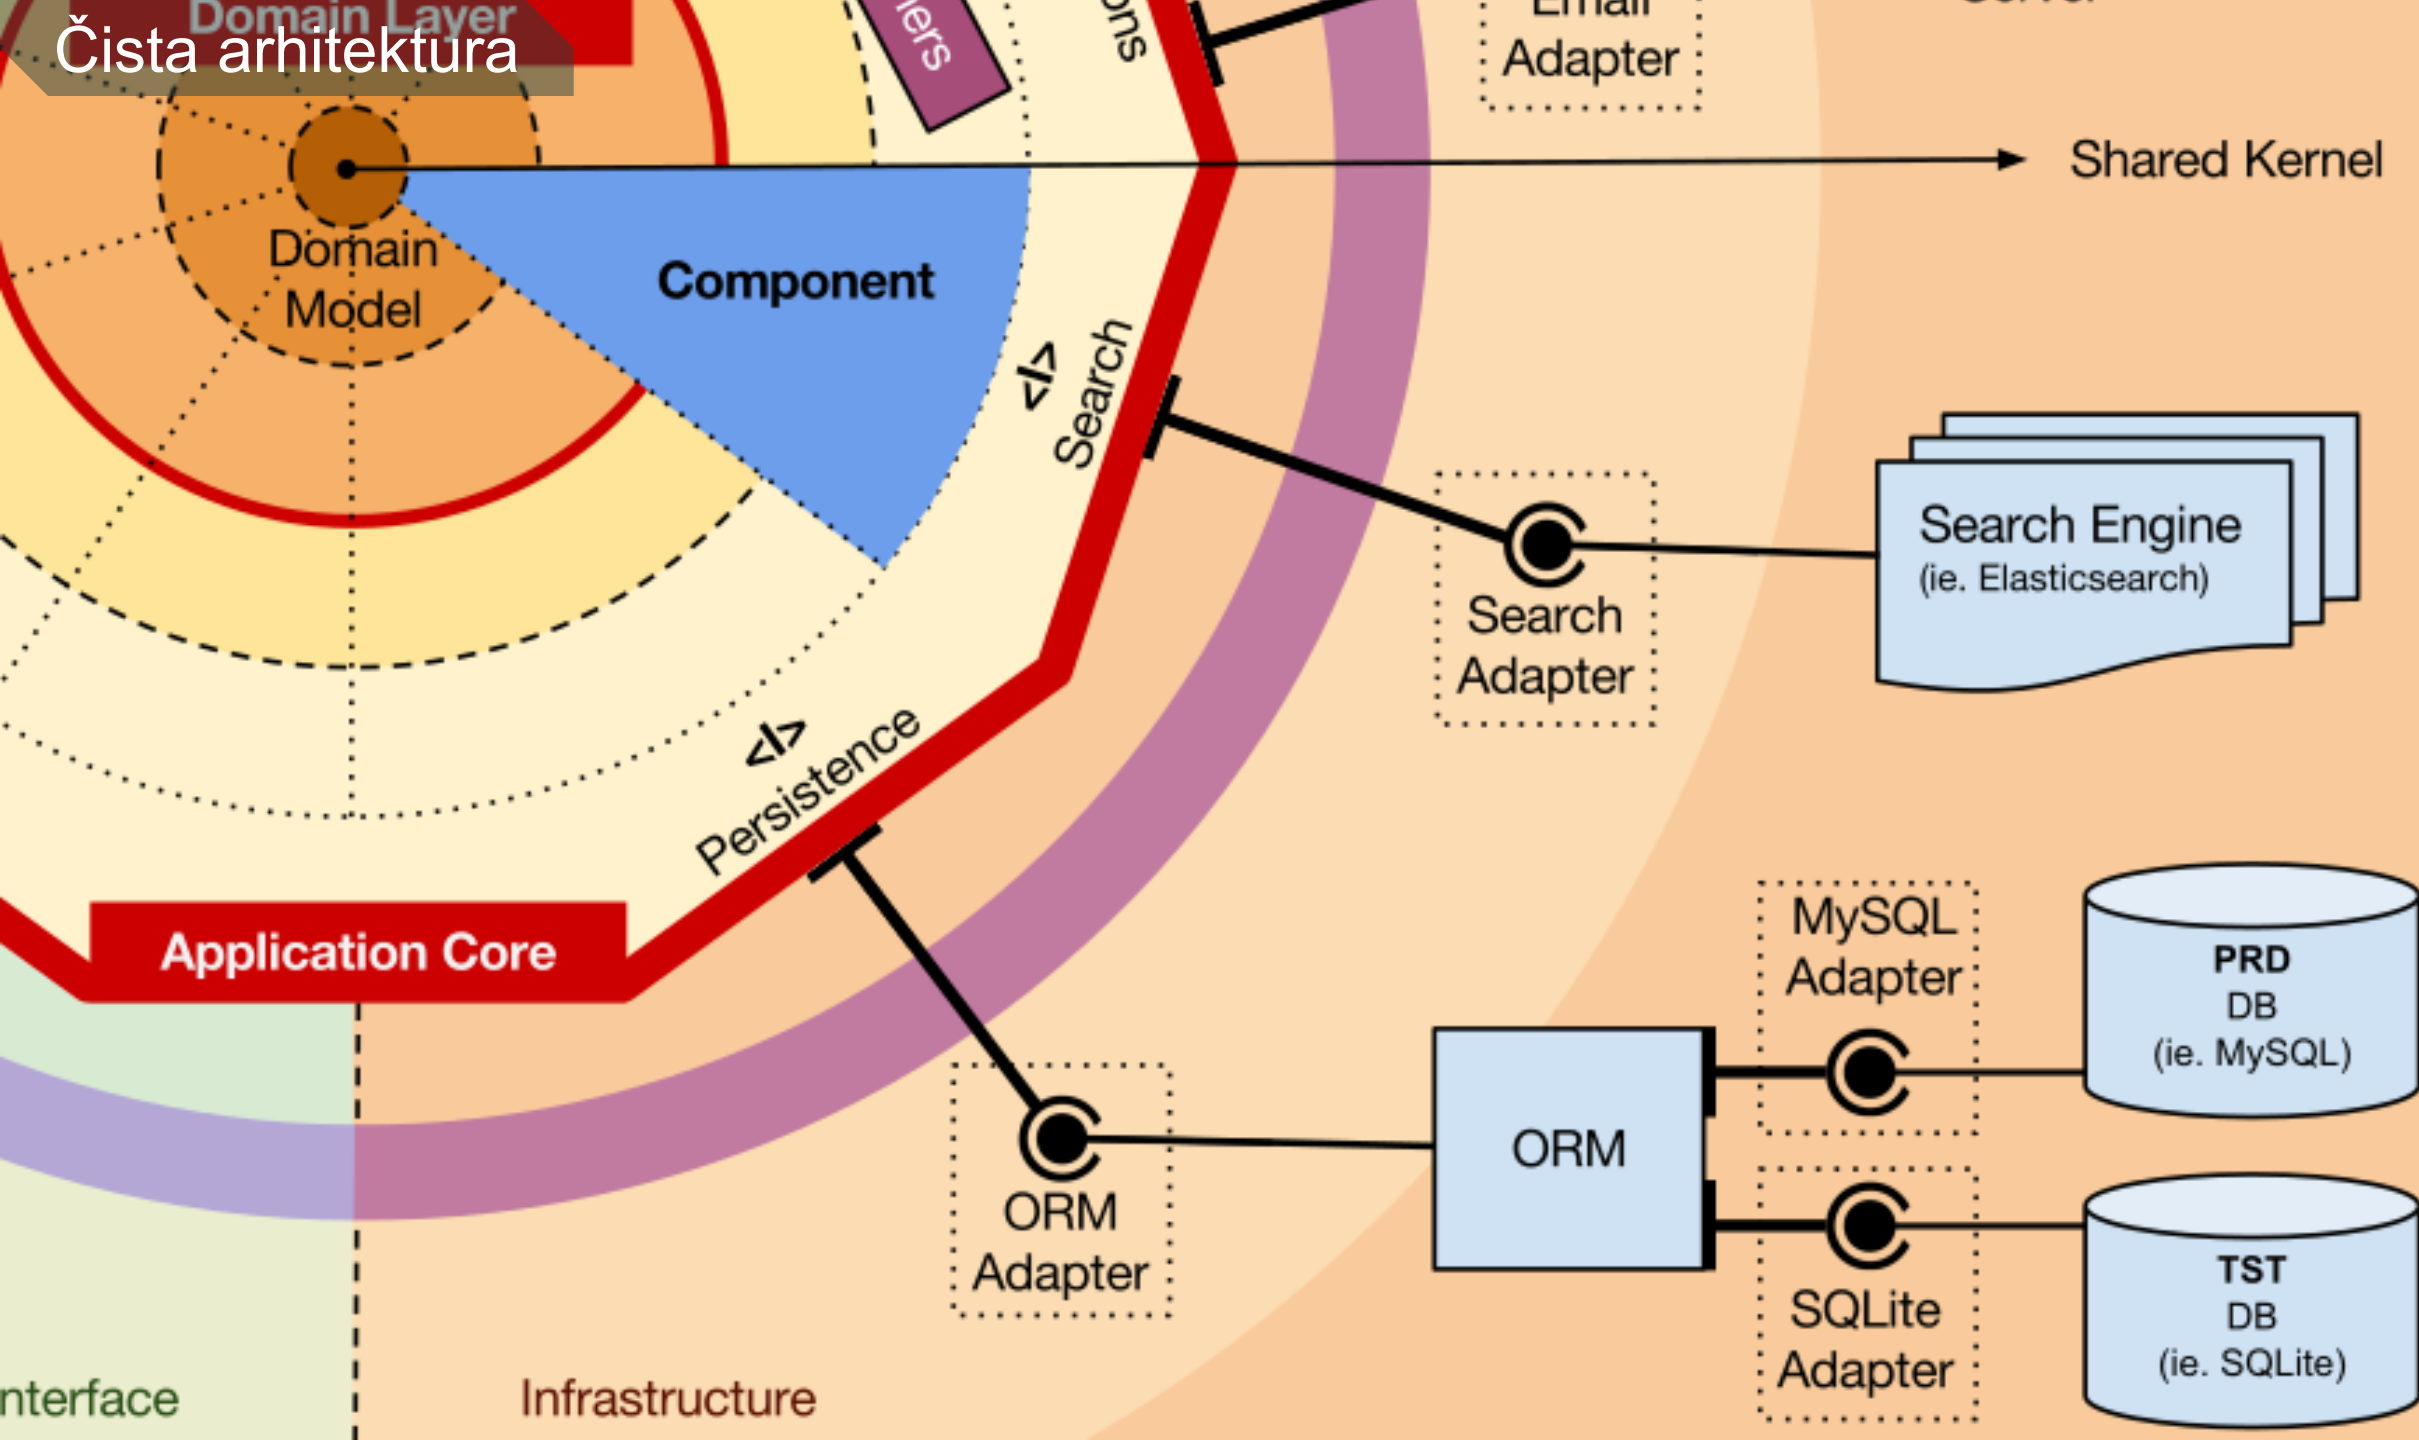 Domain Layer
Čista arhitektura
Adapter
Shared Kernel
Domain
Model
Component
<I>
Search
Search Engine
(ie. Elasticsearch)
Search
Adapter
<I>
Persistence
Application Core
MySQL
Adapter
PRD
DB
(ie. MySQL)
ORM
ORM
Adapter
SQLite
Adapter
TST
DB
(ie. SQLite)
Infrastructure